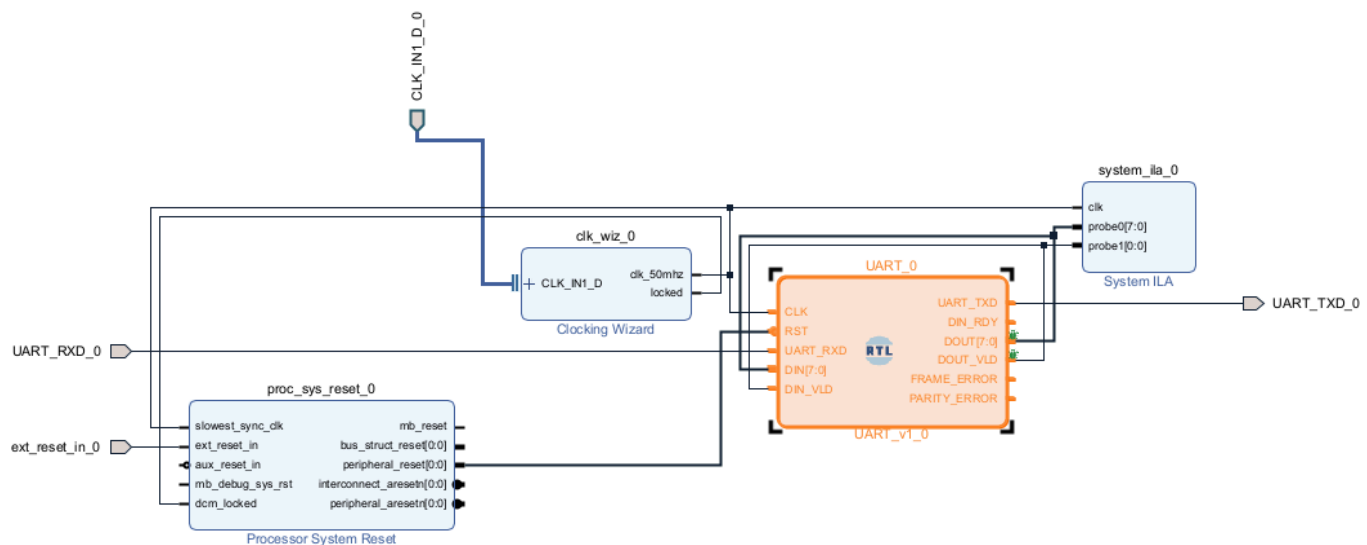 CLK_IN1_D_0
system_ila_0
clk
probe0[7:0]
probe1[0:0]
System ILA
clk_wiz_0
CLK_IN1_D
clk_50mhz
locked
Clocking Wizard
UART_0
CLK
RST
UART_RXD
DIN[7:0]
DIN_VLD
RTL
UART_TXD
DIN_RDY
DOUT[7:0]
DOUT_VLD
FRAME_ERROR
PARITY_ERROR
UART_v1_0
UART_TXD_0
UART_RXD_0
ext_reset_in_0
proc_sys_reset_0
slowest_sync_clk
ext_reset_in
aux_reset_in
mb_debug_sys_rst
dcm_locked
mb_reset
bus_struct_reset[0:0]
peripheral_reset[0:0]
interconnect_aresetn[0:0]
peripheral_aresetn[0:0]
Processor System Reset